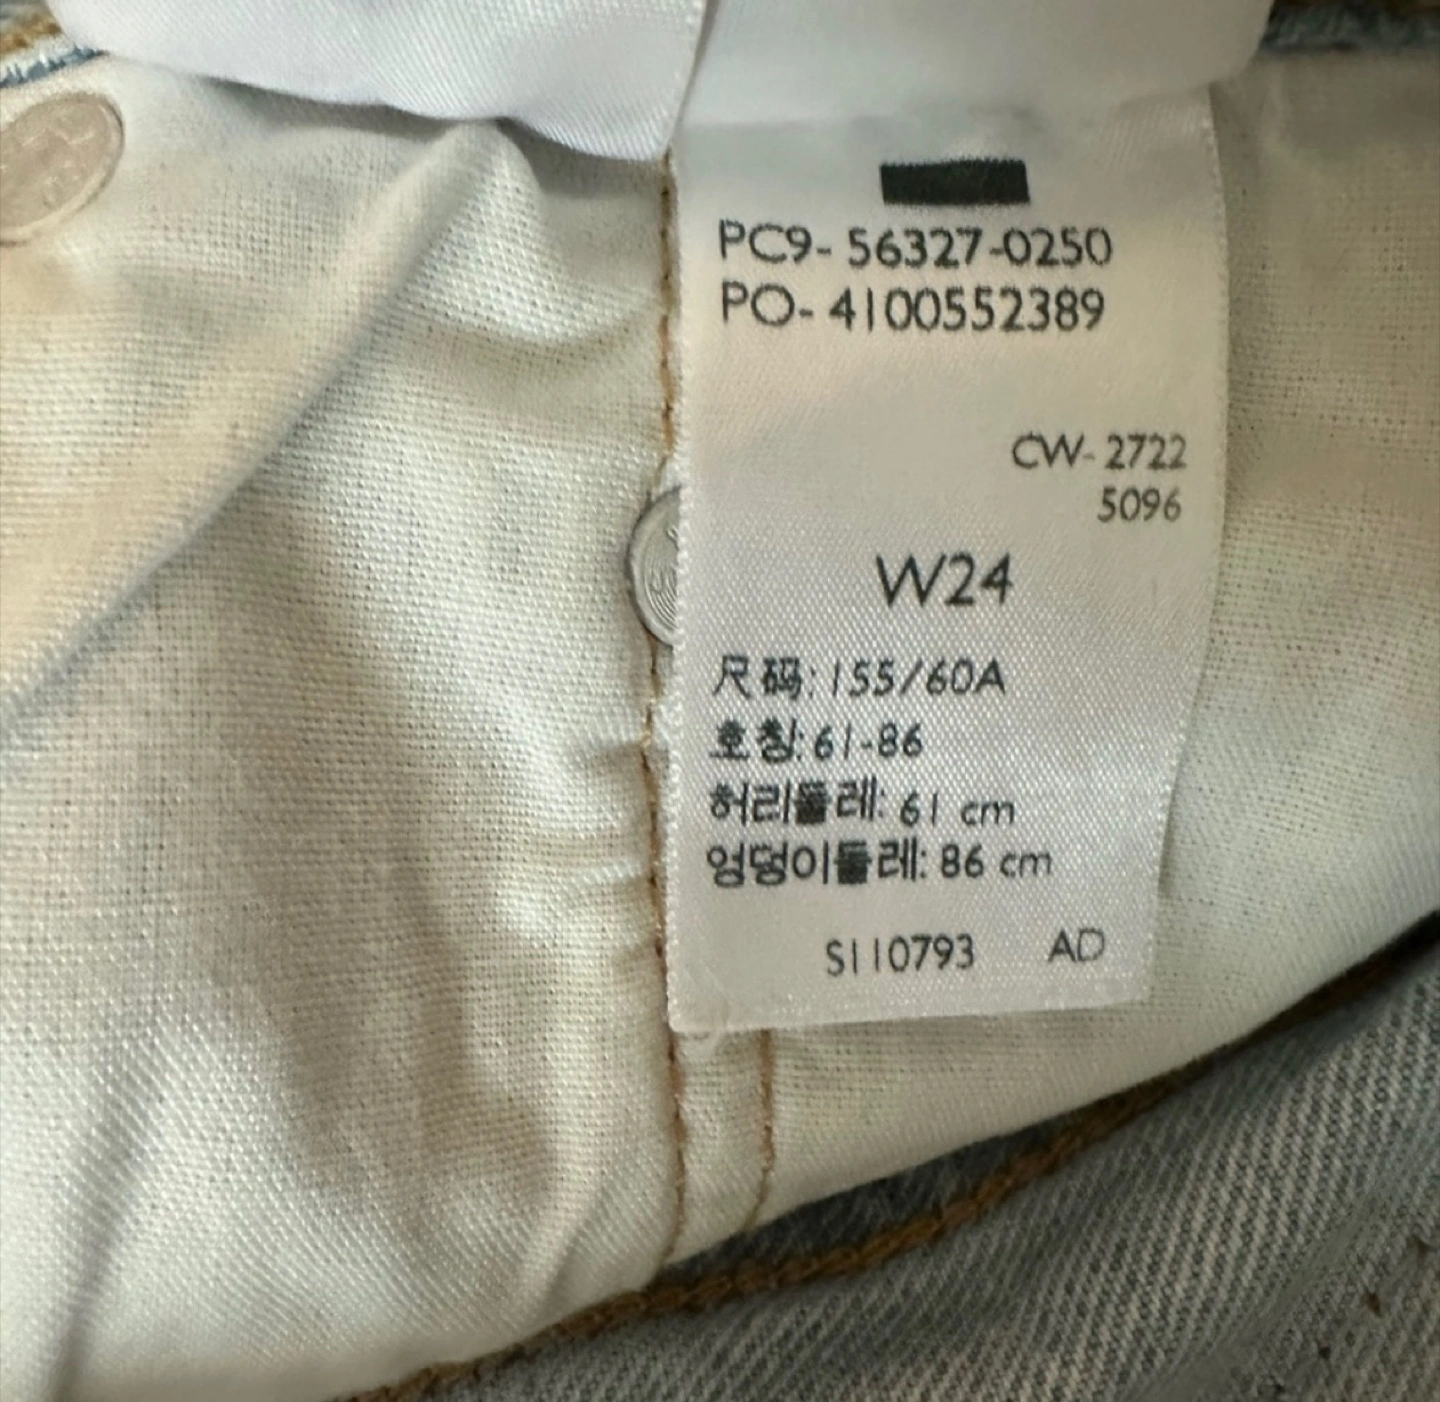 PC9- 56327-0250
PO- 4100552389
CW- 2722
5096
W24
尺码: 155/60A
호칭: 61-86
허리둘레: 61 cm
엉덩이둘레: 86 cm
S110793 AD